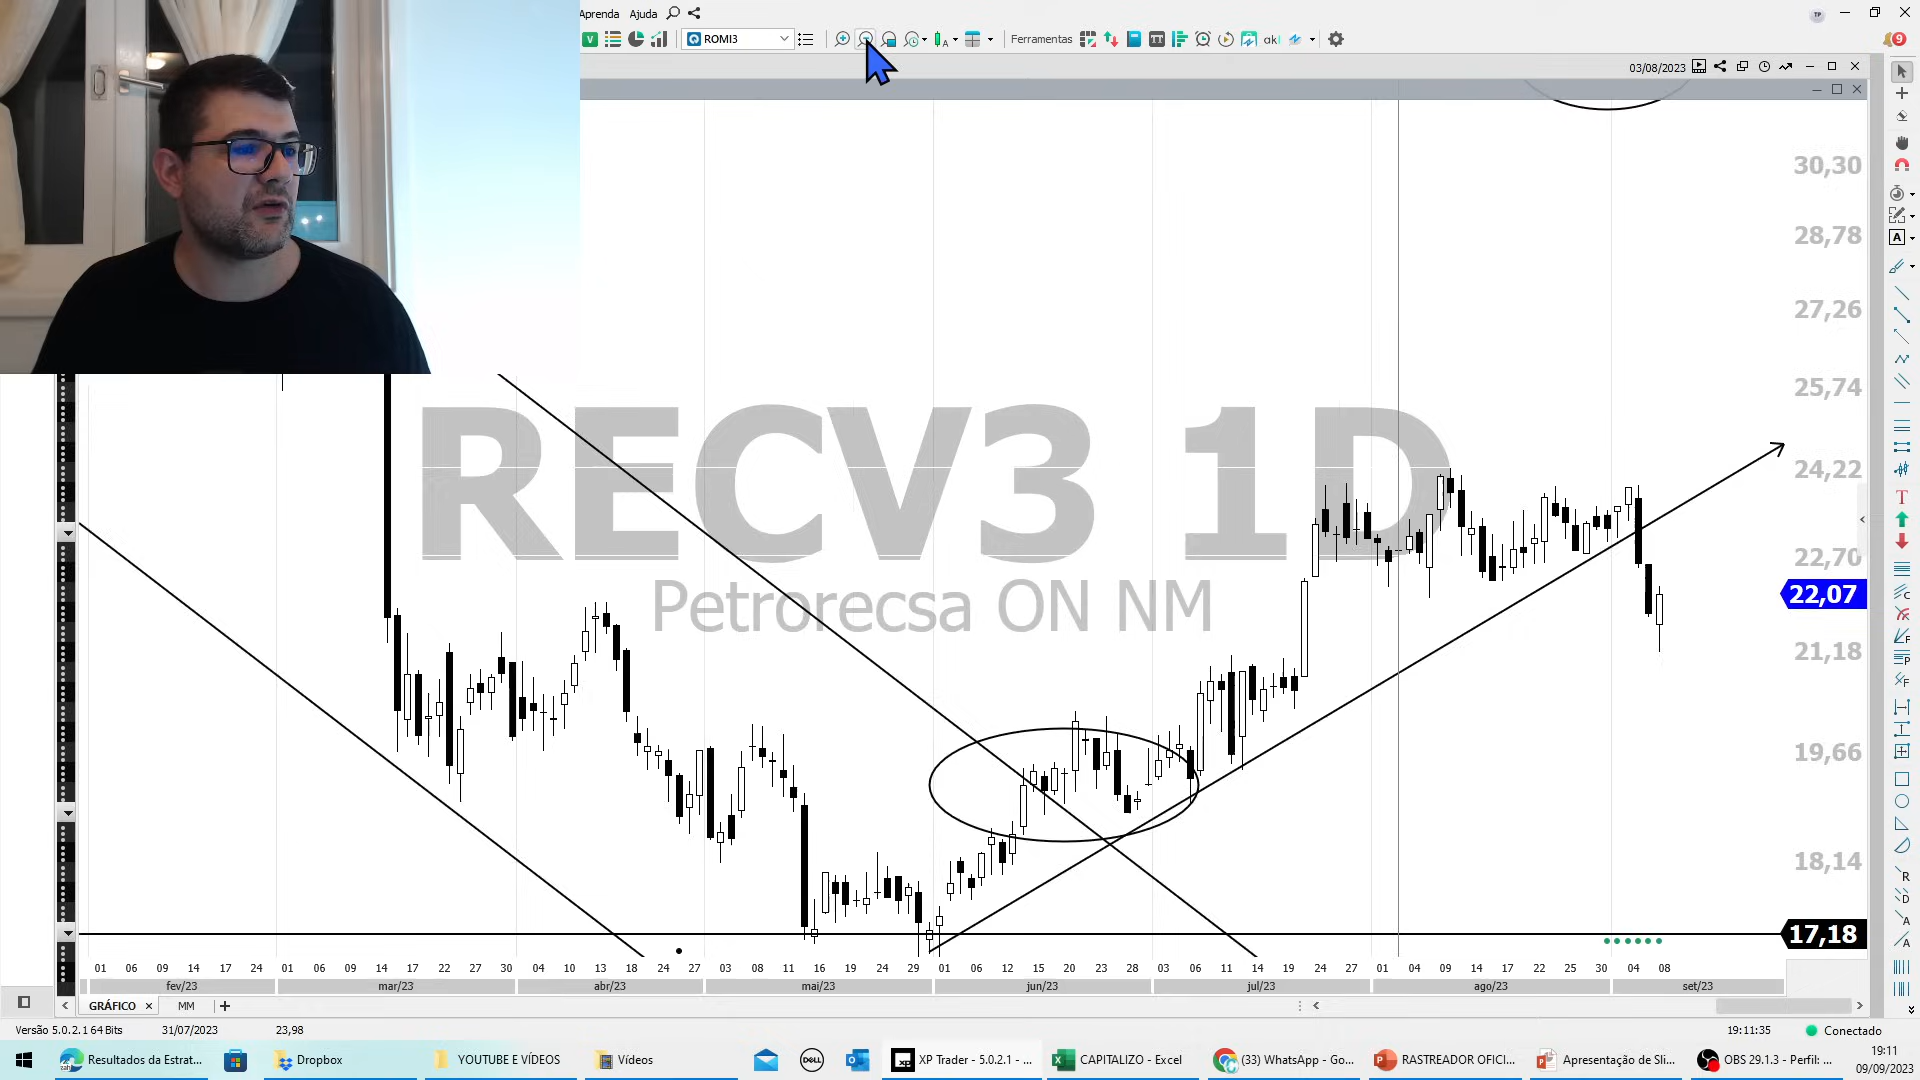 Aprenda Ajuda
TP
V
ROMI3
A
Ferramentas
9
03/08/2023
30,30
28,78
27,26
25,74
24,22
22,70
22,07
21,18
19,66
18,14
17,18
RECV3 1D
Petrorecsa ON NM
01 06 09 14 17 24 01 06 09 14 17 22 27 30 04 10 13 18 24 27 03 08 11 16 19 24 29 01 06 12 15 20 23 28 03 06 11 14 19 24 27 01 04 09 14 17 22 25 30 04 08
fev/23 mar/23 abr/23 mai/23 jun/23 jul/23 ago/23 set/23
GRÁFICO MM
Versão 5.0.2.1 64 Bits 31/07/2023 23,98 19:11:35 Conectado
Resultados da Estrat...
Dropbox
YOUTUBE E VÍDEOS
Vídeos
DELL
XP Trader - 5.0.2.1 - ...
CAPITALIZO - Excel
(33) WhatsApp - Go...
RASTREADOR OFICI...
Apresentação de Sli...
OBS 29.1.3 - Perfil: ...
19:11
09/09/2023